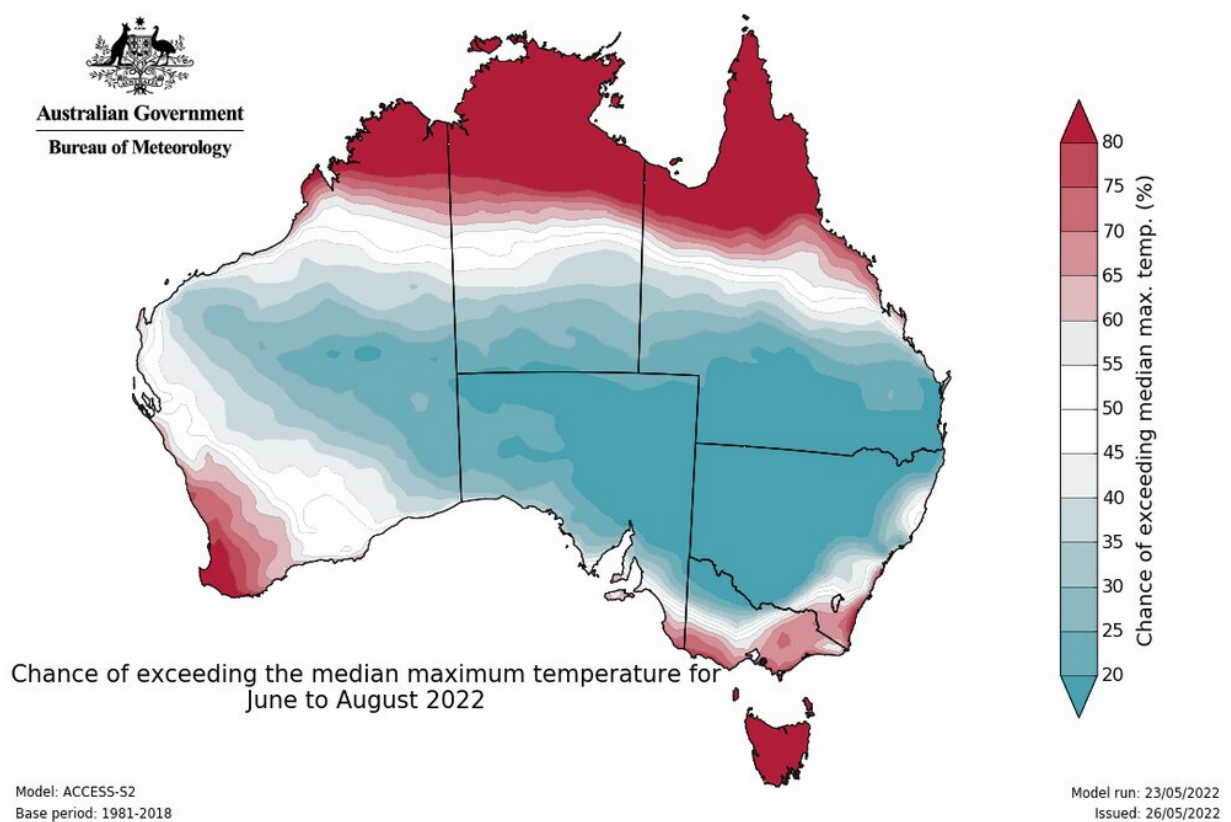 Australian Government
Bureau of Meteorology
80
75
70
65
60
55
50
45
40
35
30
25
20
Chance of exceeding median max. temp. (%)
Chance of exceeding the median maximum temperature for
June to August 2022
Model: ACCESS-S2
Base period: 1981-2018
Model run: 23/05/2022
Issued: 26/05/2022